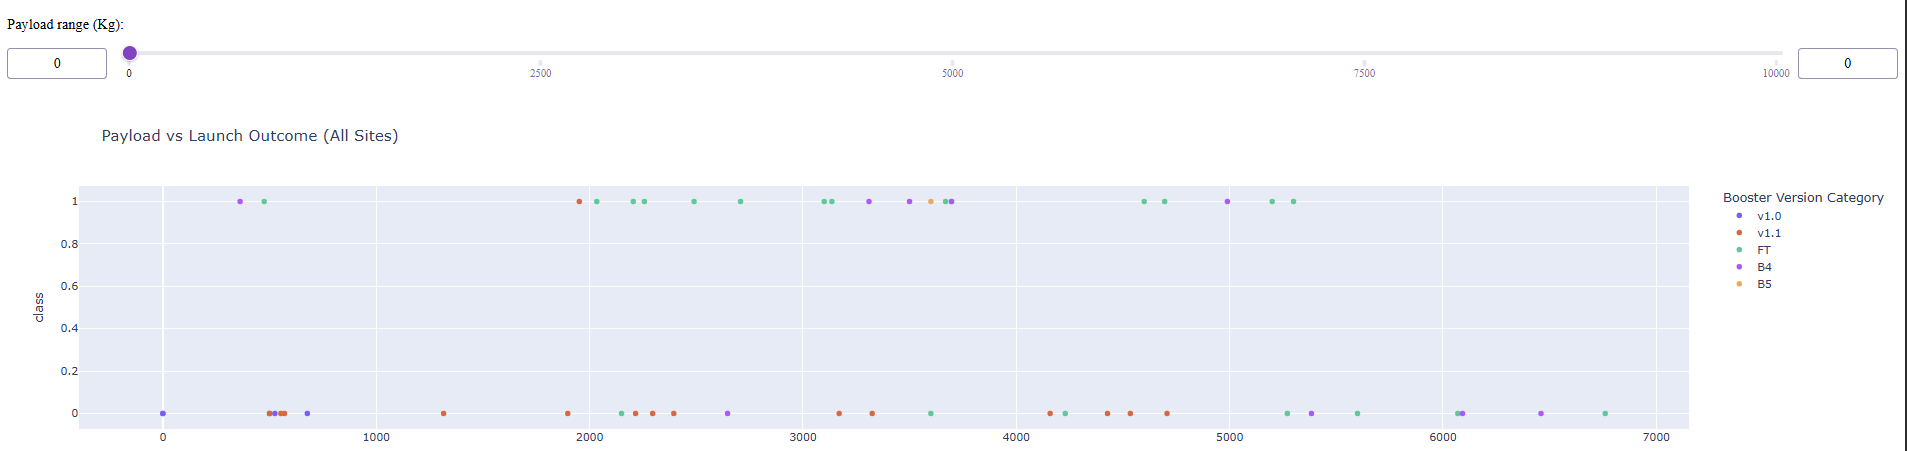 Payload range (Kg):
0
0 2500 5000 7500 10000
0
Payload vs Launch Outcome (All Sites)
1
0.8
0.6
0.4
0.2
0
class
0 1000 2000 3000 4000 5000 6000 7000
Booster Version Category
v1.0
v1.1
FT
B4
B5